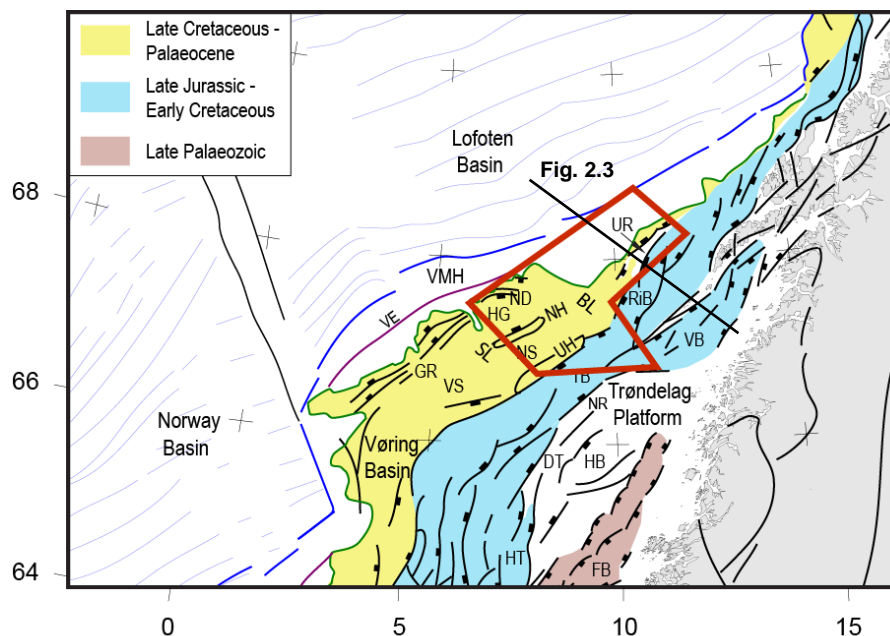 Late Cretaceous -
Palaeocene
Late Jurassic -
Early Cretaceous
Late Palaeozoic
Lofoten
Basin
Fig. 2.3
68
UR
VMH
ND
BL
RiB
HG
NH
VE
VB
SL
NS
UH
66
GR
TB
VS
Trøndelag
Platform
NR
Norway
Basin
Vøring
Basin
DT
HB
HT
FB
64
0
5
10
15